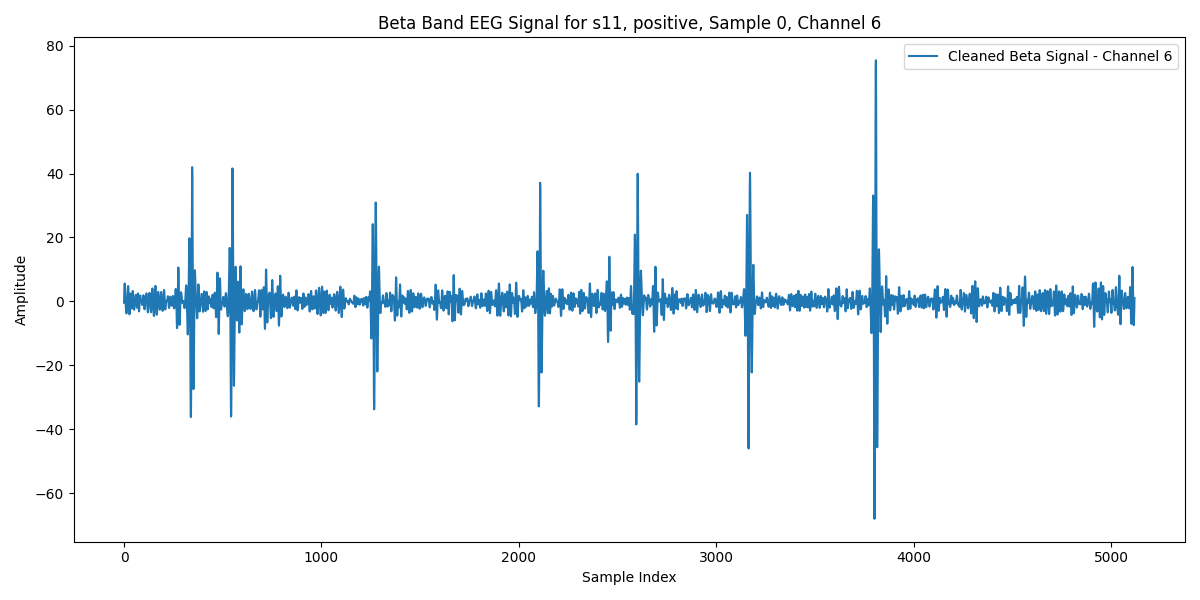 Beta Band EEG Signal for s11, positive, Sample 0, Channel 6
Cleaned Beta Signal - Channel 6
Amplitude
80
60
40
20
0
−20
−40
−60
0 1000 2000 3000 4000 5000
Sample Index